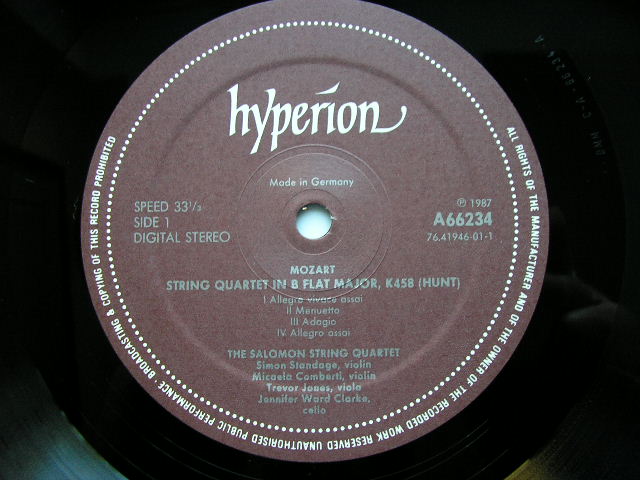 hyperion
Made in Germany
SPEED 33⅓
SIDE 1
DIGITAL STEREO
℗ 1987
A66234
76.41946-01-1
MOZART
STRING QUARTET IN B FLAT MAJOR, K458 (HUNT)
I Allegro vivace assai
II Menuetto
III Adagio
IV Allegro assai
THE SALOMON STRING QUARTET
Simon Standage, violin
Micaela Comberti, violin
Trevor Jones, viola
Jennifer Ward Clarke,
cello
ALL RIGHTS OF THE MANUFACTURER AND OF THE OWNER OF THE RECORDED WORK RESERVED UNAUTHORISED PUBLIC PERFORMANCE, BROADCASTING & COPYING OF THIS RECORD PROHIBITED
DMM C-A-66234 A